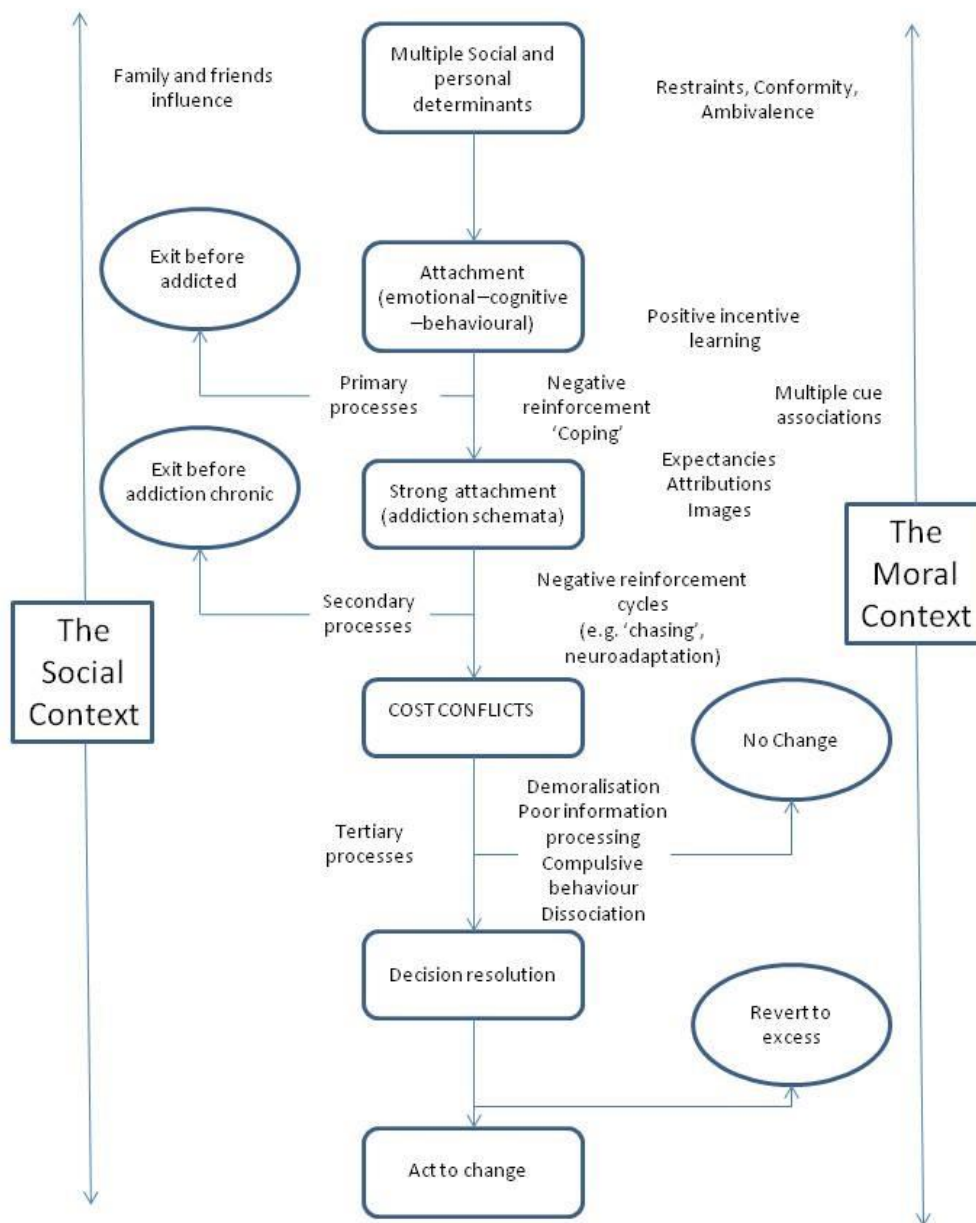 Multiple Social and
personal
determinants
Family and friends
influence
Restraints, Conformity,
Ambivalence
Exit before
addicted
Attachment
(emotional–cognitive
–behavioural)
Positive incentive
learning
Primary
processes
Negative
reinforcement
'Coping'
Multiple cue
associations
Exit before
addiction chronic
Strong attachment
(addiction schemata)
Expectancies
Attributions
Images
The
Moral
Context
Secondary
processes
Negative reinforcement
cycles
(e.g. 'chasing',
neuroadaptation)
The
Social
Context
COST CONFLICTS
No Change
Tertiary
processes
Demoralisation
Poor information
processing
Compulsive
behaviour
Dissociation
Decision resolution
Revert to
excess
Act to change